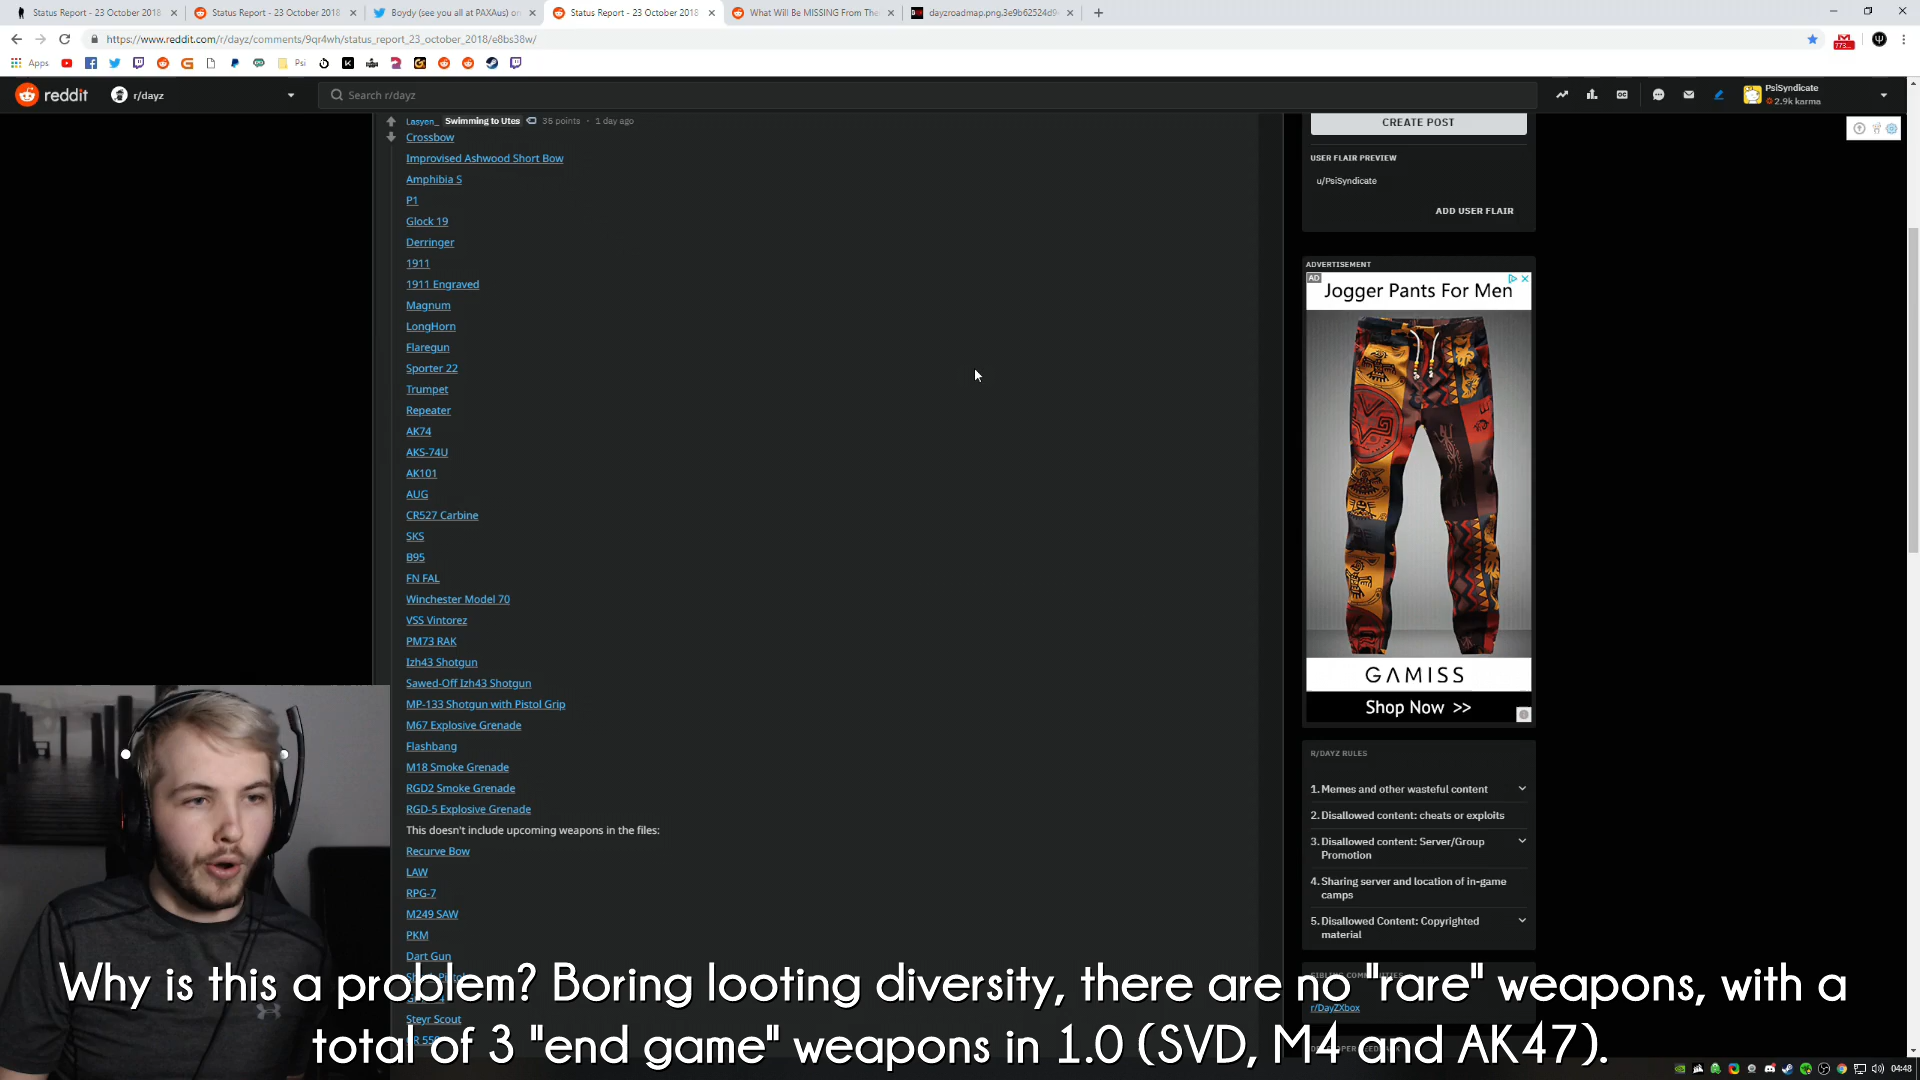 Status Report - 23 October 2018
Status Report - 23 October 2018
Boydy (see you all at PAXAus) on
Status Report - 23 October 2018
What Will Be MISSING From The
dayzroadmap.png.3e9b62524d9
https://www.reddit.com/r/dayz/comments/9qr4wh/status_report_23_october_2018/e8bs38w/
773...
Apps
Psi
reddit
r/dayz
Search r/dayz
PsiSyndicate
2.9k karma
Lasyen_ Swimming to Utes 35 points · 1 day ago
Crossbow
Improvised Ashwood Short Bow
Amphibia S
P1
Glock 19
Derringer
1911
1911 Engraved
Magnum
LongHorn
Flaregun
Sporter 22
Trumpet
Repeater
AK74
AKS-74U
AK101
AUG
CR527 Carbine
SKS
B95
FN FAL
Winchester Model 70
VSS Vintorez
PM73 RAK
Izh43 Shotgun
Sawed-Off Izh43 Shotgun
MP-133 Shotgun with Pistol Grip
M67 Explosive Grenade
Flashbang
M18 Smoke Grenade
RGD2 Smoke Grenade
RGD-5 Explosive Grenade
This doesn't include upcoming weapons in the files:
Recurve Bow
LAW
RPG-7
M249 SAW
PKM
Dart Gun
Steyr Scout
CREATE POST
USER FLAIR PREVIEW
u/PsiSyndicate
ADD USER FLAIR
ADVERTISEMENT
AD
Jogger Pants For Men
GAMISS
Shop Now >>
R/DAYZ RULES
1. Memes and other wasteful content
2. Disallowed content: cheats or exploits
3. Disallowed content: Server/Group
Promotion
4. Sharing server and location of in-game
camps
5. Disallowed Content: Copyrighted
material
r/DayZXbox
Why is this a problem? Boring looting diversity, there are no "rare" weapons, with a
total of 3 "end game" weapons in 1.0 (SVD, M4 and AK47).
04:48